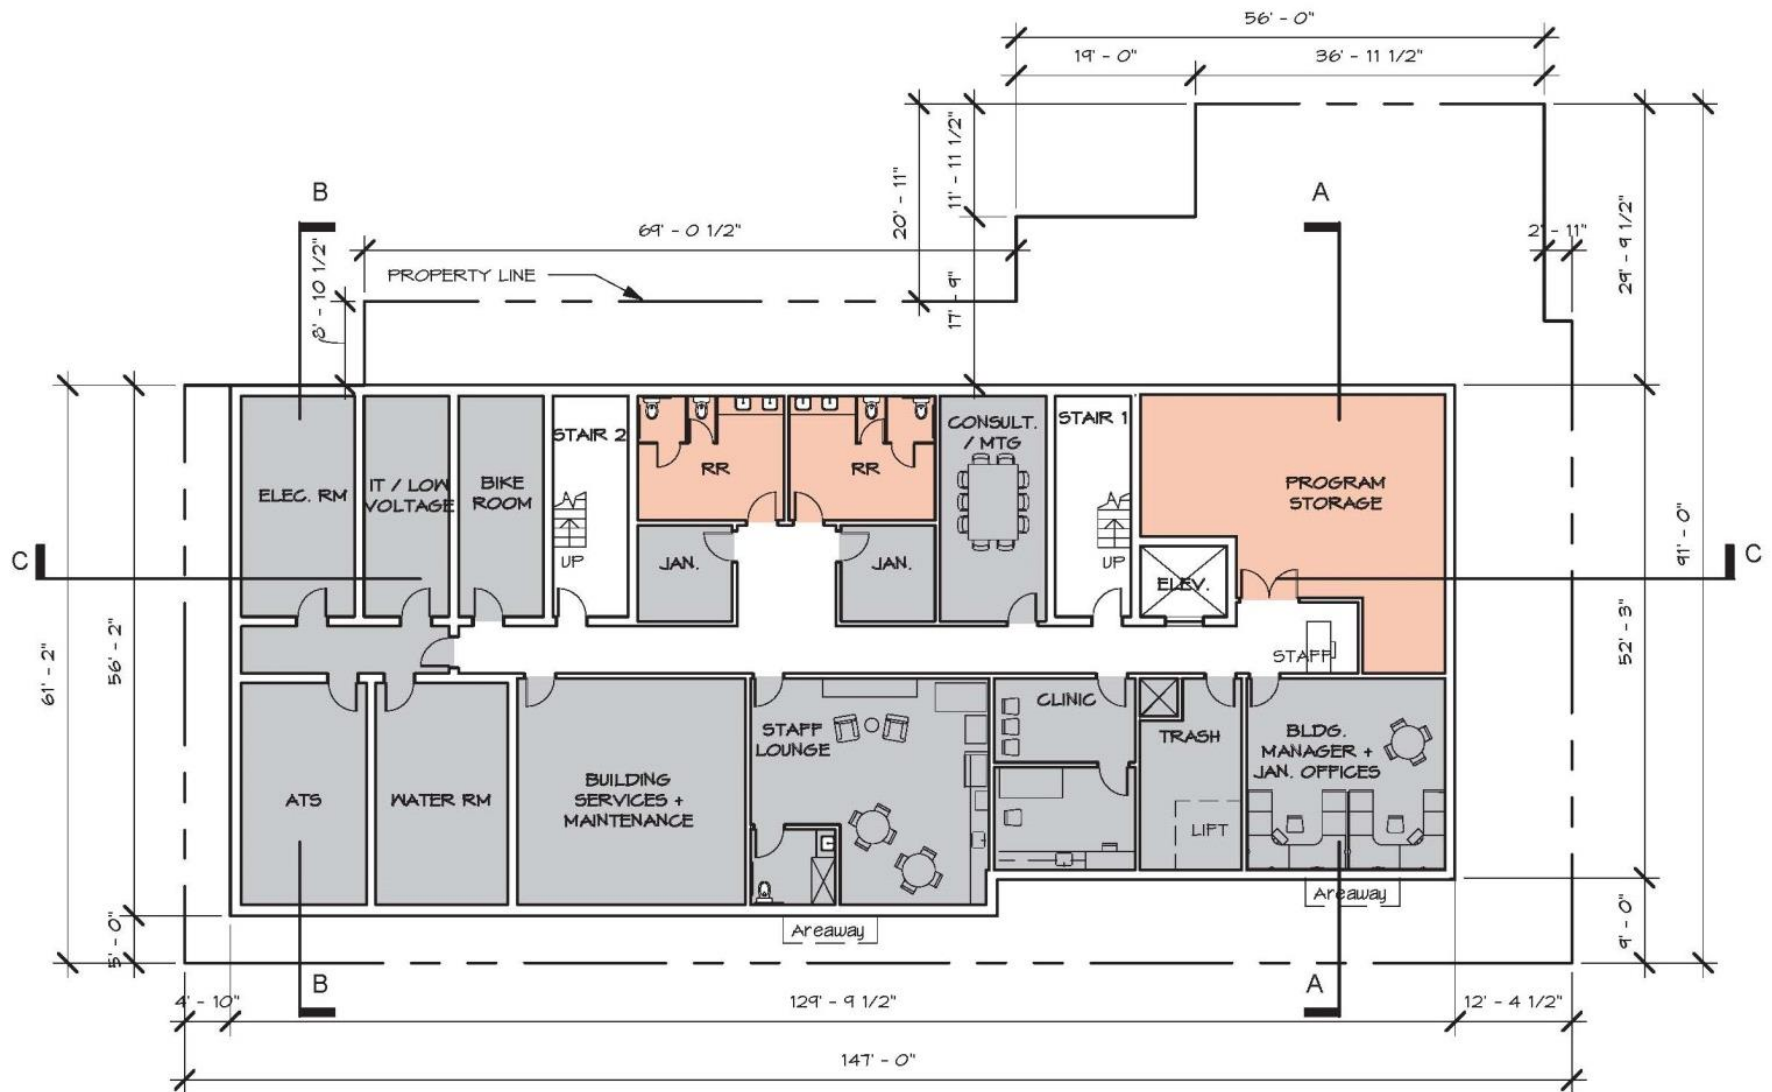 56' - 0"
19' - 0"
36' - 11 1/2"
B
A
20' - 11"
11' - 11 1/2"
69' - 0 1/2"
8' - 10 1/2"
PROPERTY LINE
17' - 9"
2' - 11"
29' - 9 1/2"
STAIR 2
CONSULT.
/ MTG
STAIR 1
RR
RR
ELEC. RM
IT / LOW
VOLTAGE
BIKE
ROOM
PROGRAM
STORAGE
UP
JAN.
JAN.
UP
ELEV.
C
C
91' - 0"
61' - 2"
56' - 2"
52' - 3"
STAFF
CLINIC
STAFF
LOUNGE
TRASH
BLDG.
MANAGER +
JAN. OFFICES
ATS
WATER RM
BUILDING
SERVICES +
MAINTENANCE
LIFT
Areaway
Areaway
5' - 0"
9' - 0"
B
A
4' - 10"
129' - 9 1/2"
12' - 4 1/2"
147' - 0"